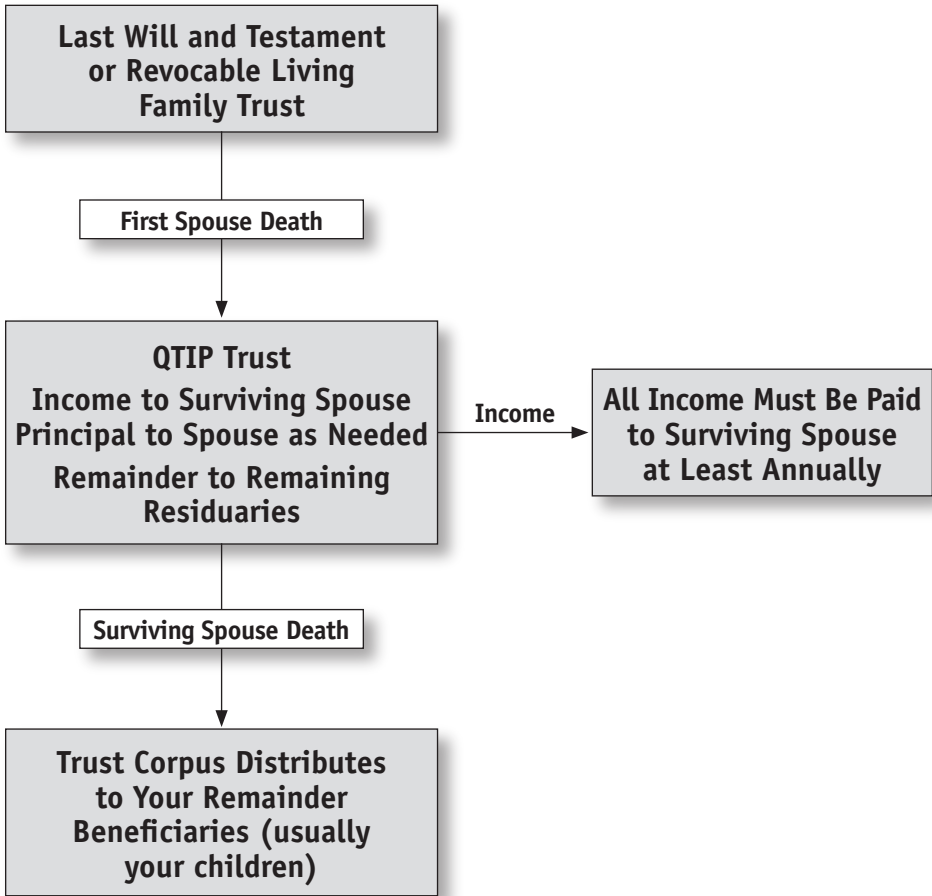 Last Will and Testament
or Revocable Living
Family Trust
First Spouse Death
QTIP Trust
Income to Surviving Spouse
Principal to Spouse as Needed
Remainder to Remaining
Residuaries
Income
All Income Must Be Paid
to Surviving Spouse
at Least Annually
Surviving Spouse Death
Trust Corpus Distributes
to Your Remainder
Beneficiaries (usually
your children)